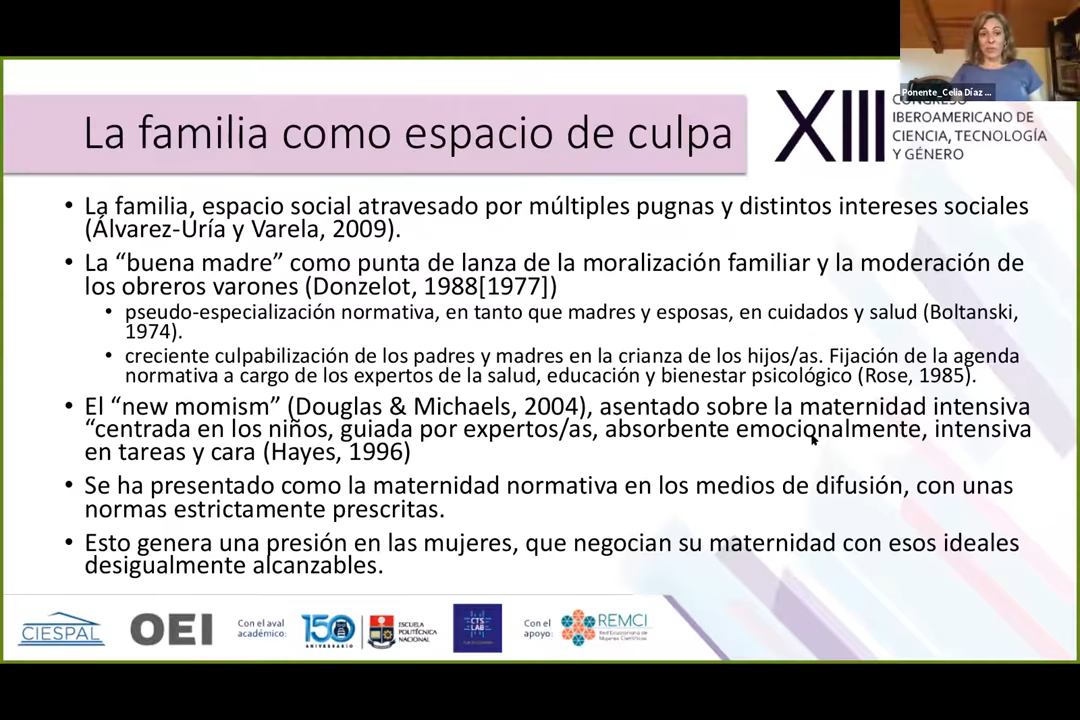 Ponente_Celia Díaz ...
La familia como espacio de culpa
XIII
CONGRESO
IBEROAMERICANO DE
CIENCIA, TECNOLOGÍA
Y GÉNERO
• La familia, espacio social atravesado por múltiples pugnas y distintos intereses sociales
(Álvarez-Uría y Varela, 2009).
• La “buena madre” como punta de lanza de la moralización familiar y la moderación de
los obreros varones (Donzelot, 1988[1977])
• pseudo-especialización normativa, en tanto que madres y esposas, en cuidados y salud (Boltanski,
1974).
• creciente culpabilización de los padres y madres en la crianza de los hijos/as. Fijación de la agenda
normativa a cargo de los expertos de la salud, educación y bienestar psicológico (Rose, 1985).
• El “new momism” (Douglas & Michaels, 2004), asentado sobre la maternidad intensiva
“centrada en los niños, guiada por expertos/as, absorbente emocionalmente, intensiva
en tareas y cara (Hayes, 1996)
• Se ha presentado como la maternidad normativa en los medios de difusión, con unas
normas estrictamente prescritas.
• Esto genera una presión en las mujeres, que negocian su maternidad con esos ideales
desigualmente alcanzables.
CIESPAL
OEI
Con el aval
académico:
150
ANIVERSARIO
ESCUELA
POLITÉCNICA
NACIONAL
CTS
LAB
Con el
apoyo:
REMCI
Red Ecuatoriana de
Mujeres Científicas